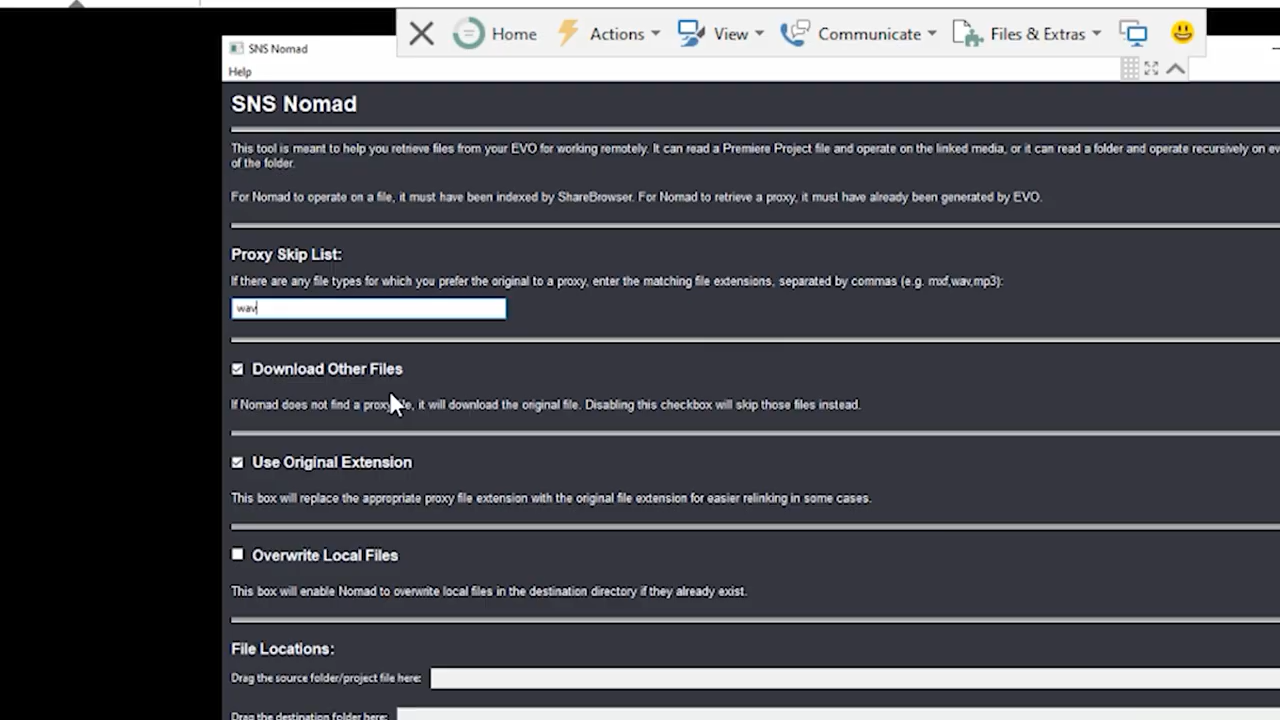 Home Actions View Communicate Files & Extras
SNS Nomad
Help
SNS Nomad
This tool is meant to help you retrieve files from your EVO for working remotely. It can read a Premiere Project file and operate on the linked media, or it can read a folder and operate recursively on
of the folder.
For Nomad to operate on a file, it must have been indexed by ShareBrowser. For Nomad to retrieve a proxy, it must have already been generated by EVO.
Proxy Skip List:
If there are any file types for which you prefer the original to a proxy, enter the matching file extensions, separated by commas (e.g. mxf,wav,mp3):
wav
Download Other Files
If Nomad does not find a proxy file, it will download the original file. Disabling this checkbox will skip those files instead.
Use Original Extension
This box will replace the appropriate proxy file extension with the original file extension for easier relinking in some cases.
Overwrite Local Files
This box will enable Nomad to overwrite local files in the destination directory if they already exist.
File Locations:
Drag the source folder/project file here:
Drag the destination folder here: